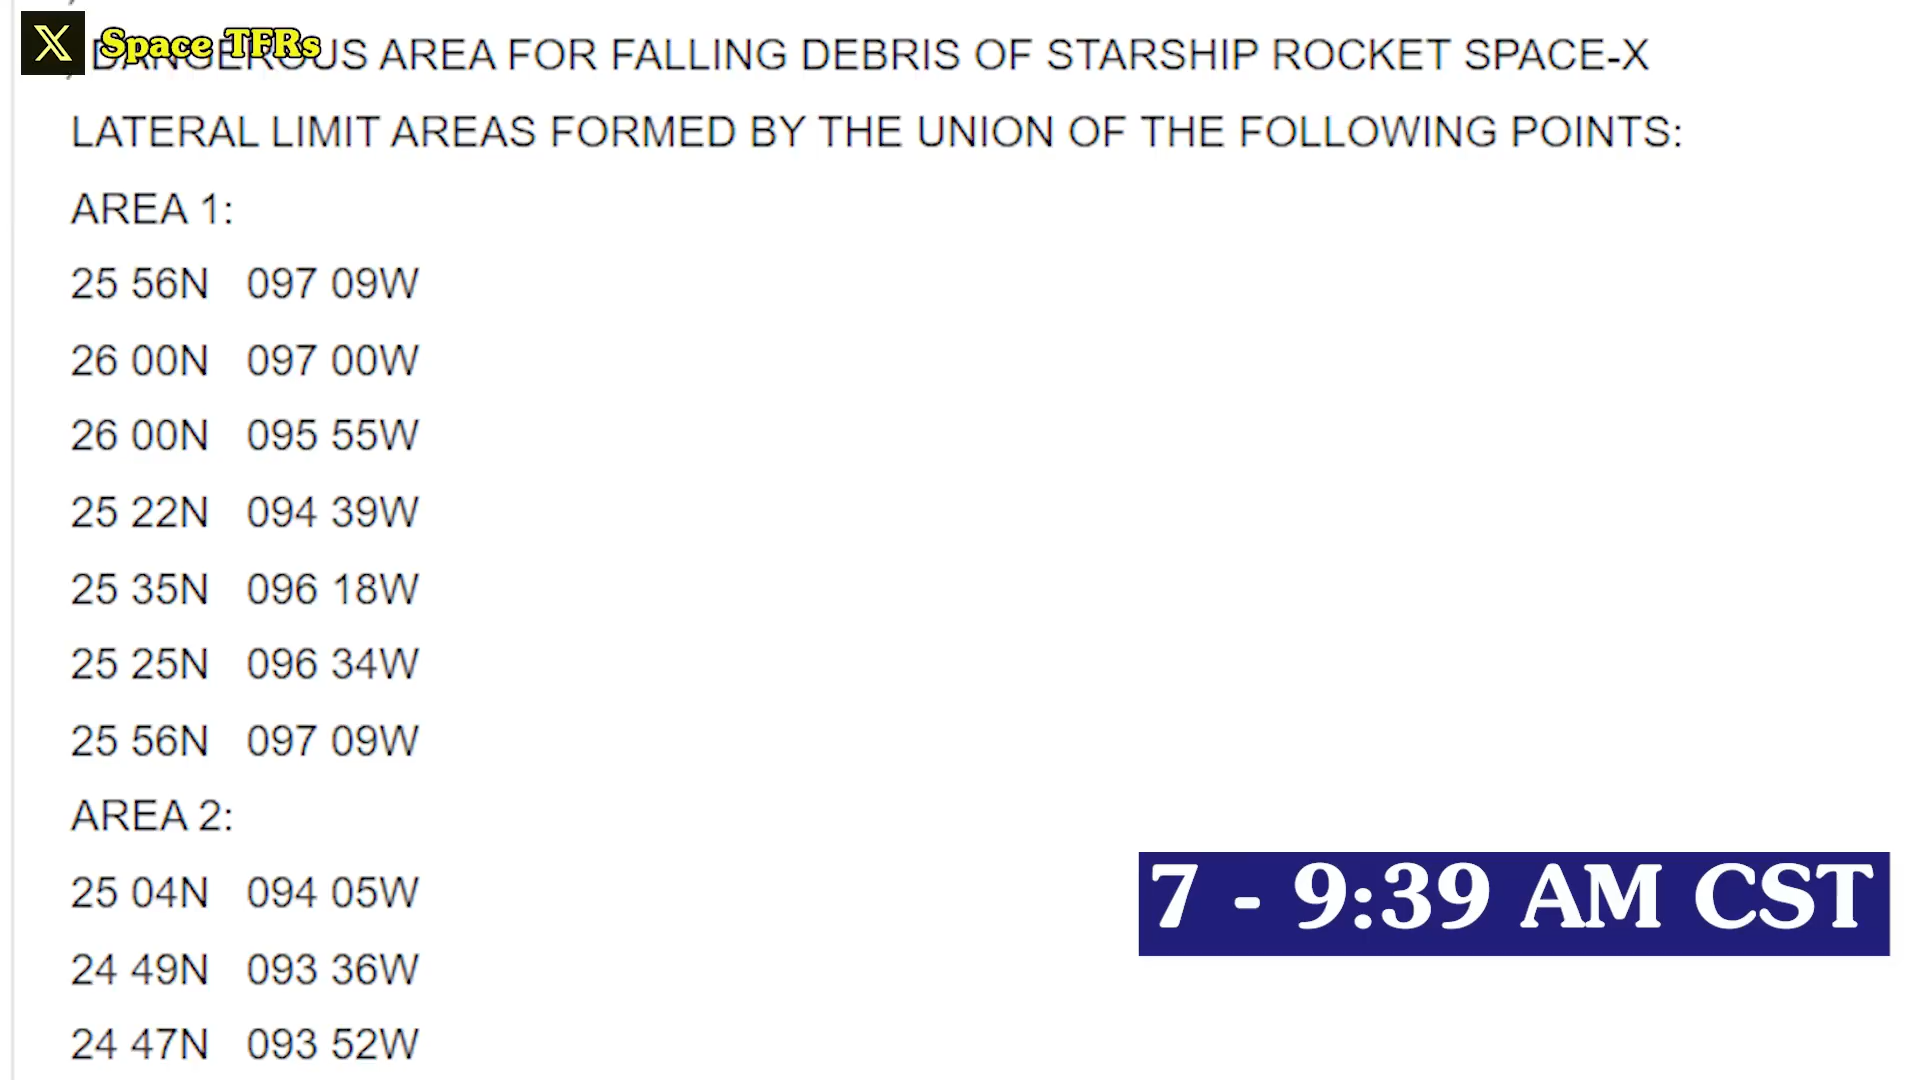 X Space TFRs
) DANGEROUS AREA FOR FALLING DEBRIS OF STARSHIP ROCKET SPACE-X
LATERAL LIMIT AREAS FORMED BY THE UNION OF THE FOLLOWING POINTS:
AREA 1:
25 56N 097 09W
26 00N 097 00W
26 00N 095 55W
25 22N 094 39W
25 35N 096 18W
25 25N 096 34W
25 56N 097 09W
AREA 2:
25 04N 094 05W
24 49N 093 36W
24 47N 093 52W
7 - 9:39 AM CST